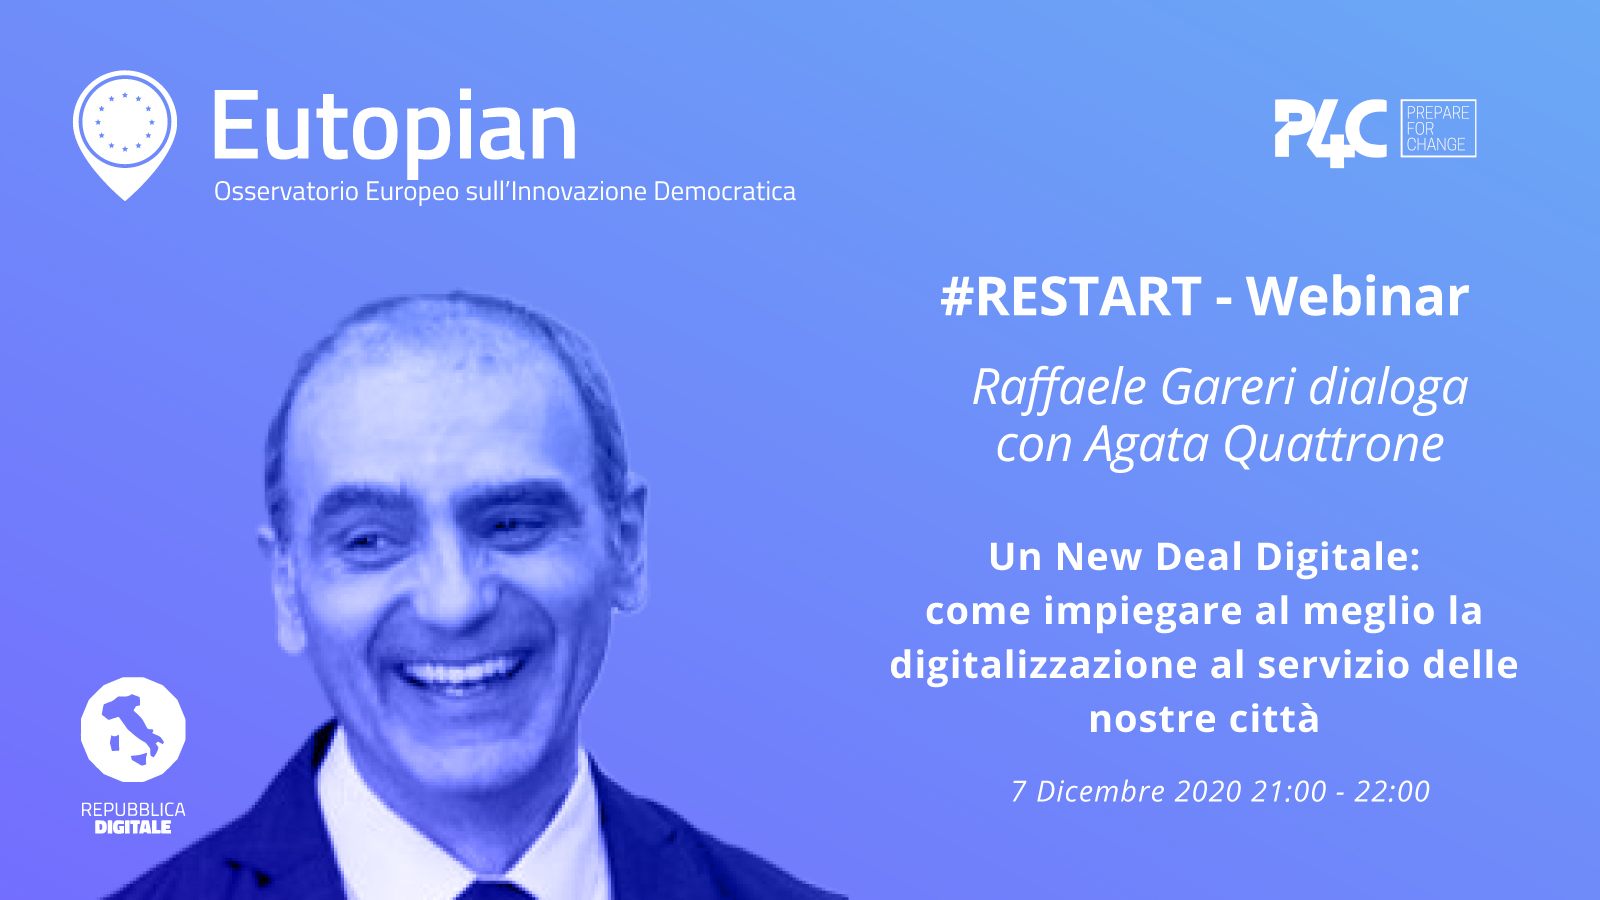 Eutopian
Osservatorio Europeo sull'Innovazione Democratica
P4C
PREPARE
FOR
CHANGE
#RESTART - Webinar
Raffaele Gareri dialoga
con Agata Quattrone
Un New Deal Digitale:
come impiegare al meglio la
digitalizzazione al servizio delle
nostre città
7 Dicembre 2020 21:00 - 22:00
REPUBBLICA
DIGITALE